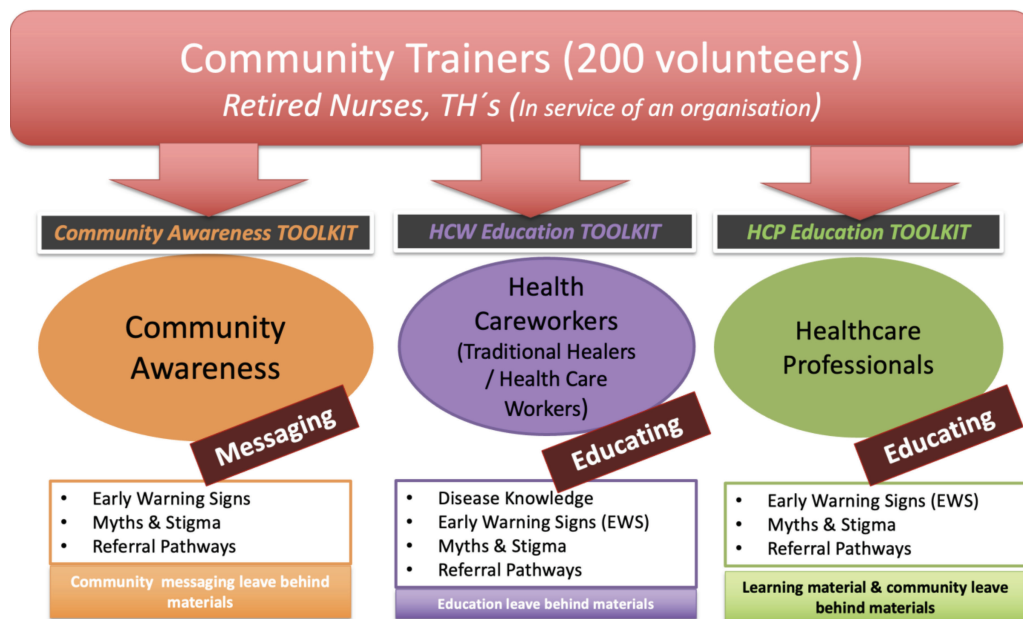 Community Trainers (200 volunteers)
Retired Nurses, TH´s (In service of an organisation)
Community Awareness TOOLKIT
Community
Awareness
Messaging
• Early Warning Signs
• Myths & Stigma
• Referral Pathways
Community messaging leave behind
materials
HCW Education TOOLKIT
Health
Careworkers
(Traditional Healers
/ Health Care
Workers)
Educating
• Disease Knowledge
• Early Warning Signs (EWS)
• Myths & Stigma
• Referral Pathways
Education leave behind materials
HCP Education TOOLKIT
Healthcare
Professionals
Educating
• Early Warning Signs (EWS)
• Myths & Stigma
• Referral Pathways
Learning material & community leave
behind materials